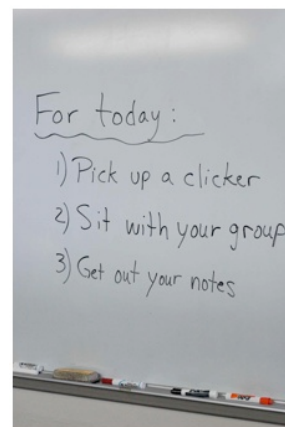 For today:
1) Pick up a clicker
2) Sit with your group
3) Get out your notes